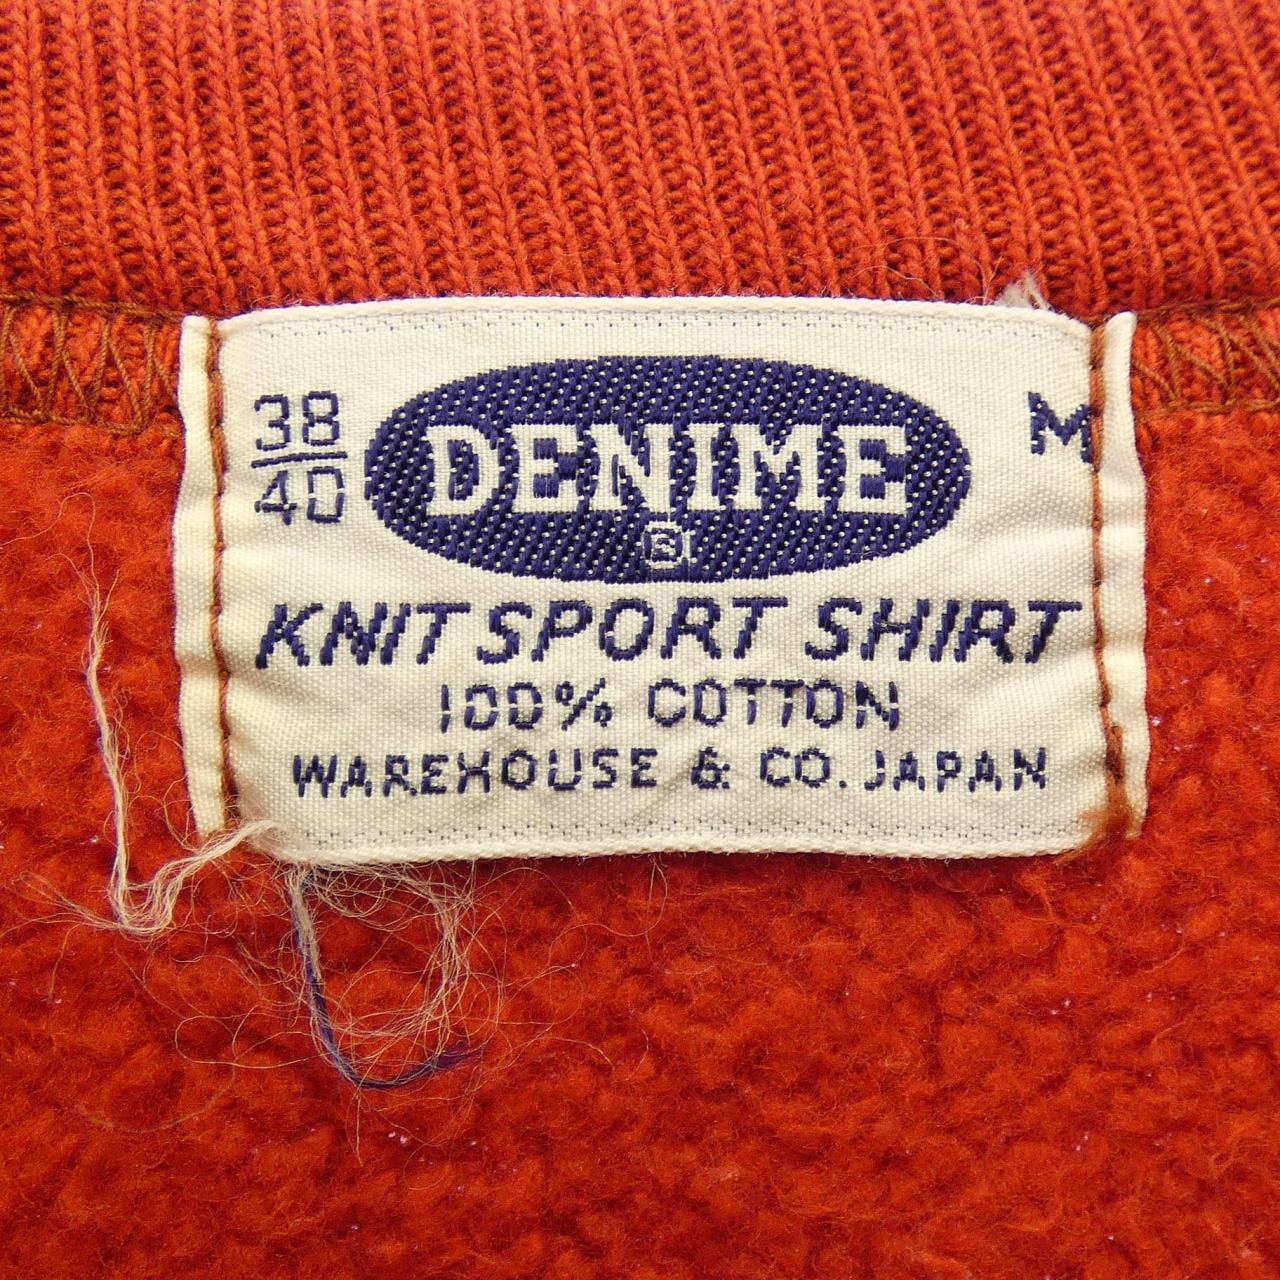 38
40
DENIME
®
M
KNIT SPORT SHIRT
100% COTTON
WAREHOUSE & CO. JAPAN